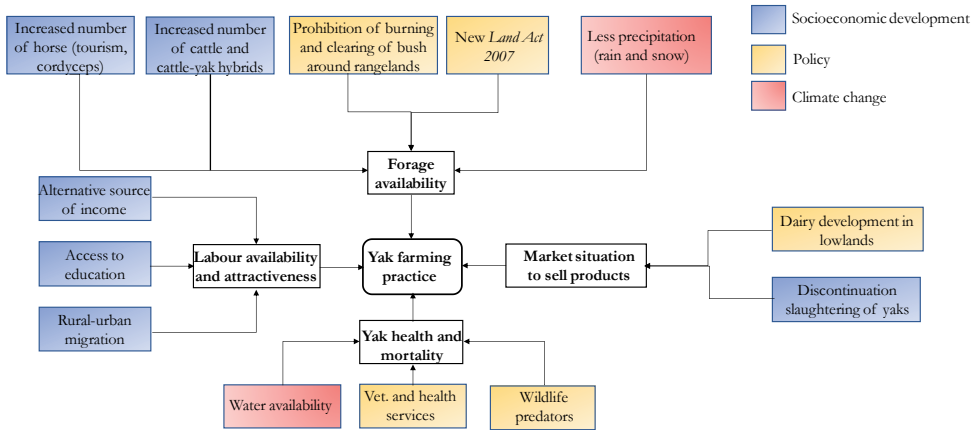 Increased number
of horse (tourism,
cordyceps)
Increased number
of cattle and
cattle-yak hybrids
Prohibition of burning
and clearing of bush
around rangelands
New Land Act
2007
Less precipitation
(rain and snow)
Socioeconomic development
Policy
Climate change
Forage
availability
Alternative source
of income
Access to
education
Rural-urban
migration
Labour availability
and attractiveness
Yak farming
practice
Market situation
to sell products
Dairy development in
lowlands
Discontinuation
slaughtering of yaks
Yak health and
mortality
Water availability
Vet. and health
services
Wildlife
predators